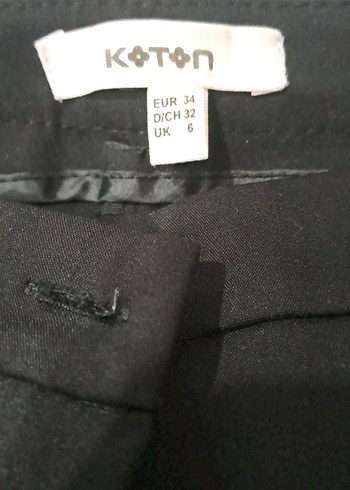 KOTON
EUR 34
D/CH 32
UK 6